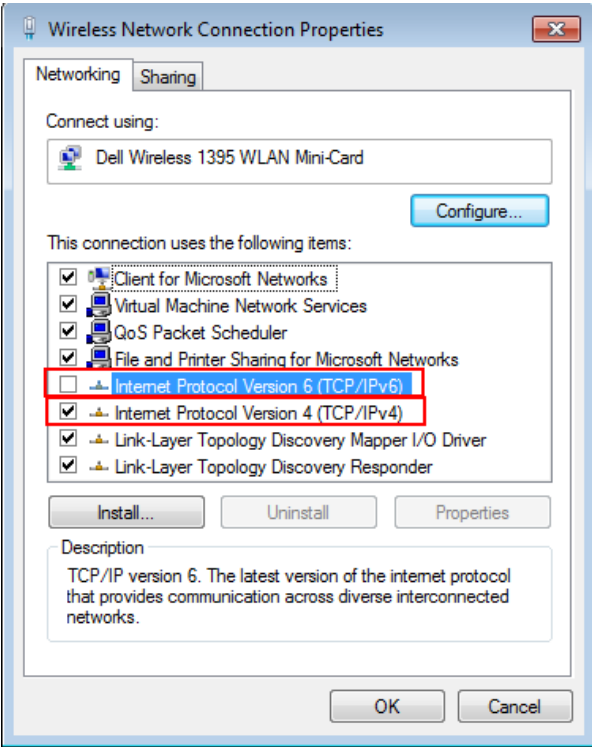 Wireless Network Connection Properties
Networking
Sharing
Connect using:
Dell Wireless 1395 WLAN Mini-Card
Configure...
This connection uses the following items:
Client for Microsoft Networks
Virtual Machine Network Services
QoS Packet Scheduler
File and Printer Sharing for Microsoft Networks
Internet Protocol Version 6 (TCP/IPv6)
Internet Protocol Version 4 (TCP/IPv4)
Link-Layer Topology Discovery Mapper I/O Driver
Link-Layer Topology Discovery Responder
Install...
Uninstall
Properties
Description
TCP/IP version 6. The latest version of the internet protocol
that provides communication across diverse interconnected
networks.
OK
Cancel